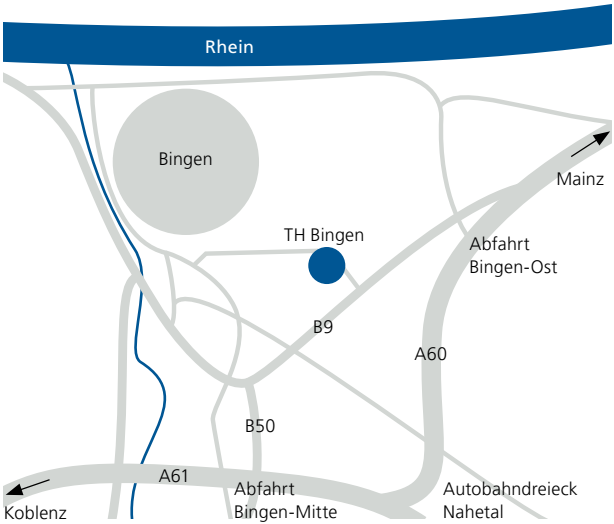 Rhein
Bingen
Mainz
TH Bingen
Abfahrt
Bingen-Ost
B9
A60
B50
A61
Abfahrt
Bingen-Mitte
Autobahndreieck
Nahetal
Koblenz